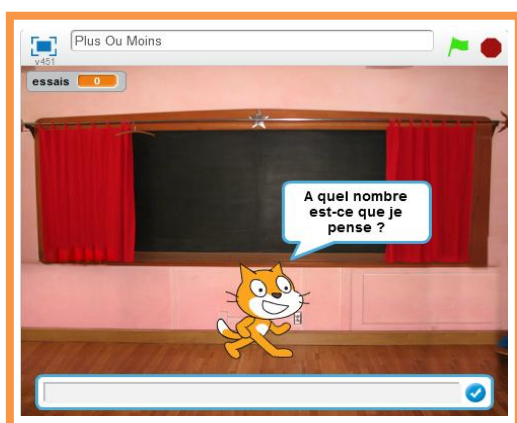 Plus Ou Moins
v451
essais 0
A quel nombre
est-ce que je
pense ?